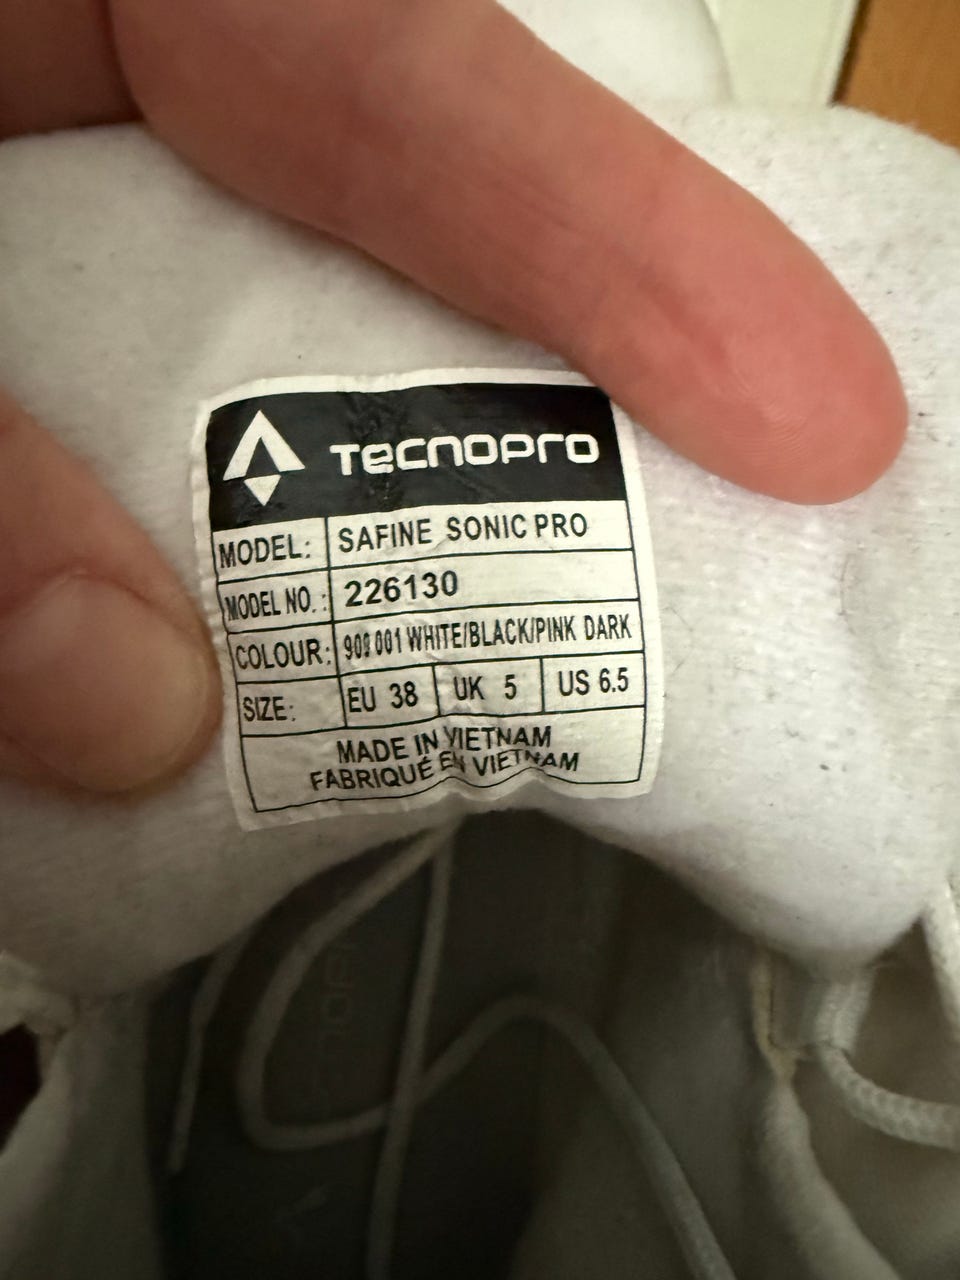 TECNOPRO
MODEL: SAFINE SONIC PRO
MODEL NO.: 226130
COLOUR: 909 001 WHITE/BLACK/PINK DARK
SIZE: EU 38 UK 5 US 6.5
MADE IN VIETNAM
FABRIQUÉ EN VIETNAM